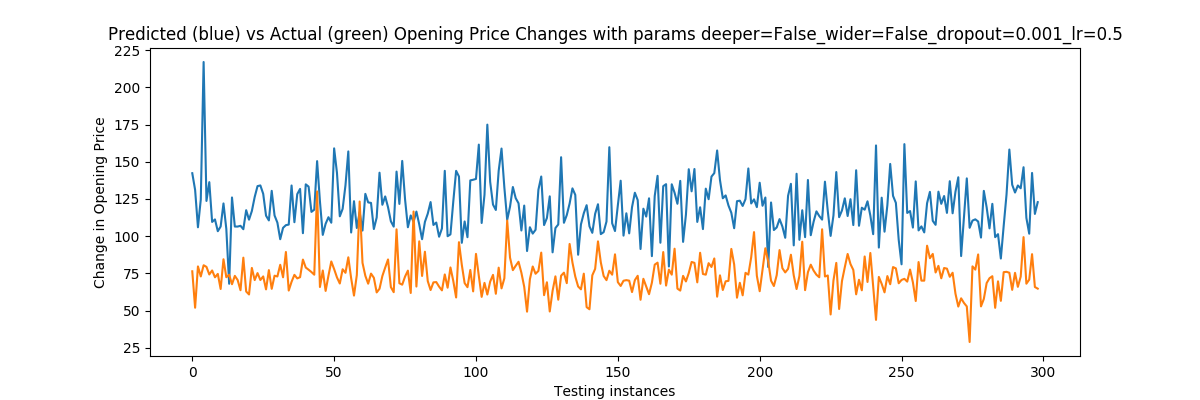 Predicted (blue) vs Actual (green) Opening Price Changes with params deeper=False_wider=False_dropout=0.001_lr=0.5
225
200
175
150
125
100
75
50
25
Change in Opening Price
0 50 100 150 200 250 300
Testing instances